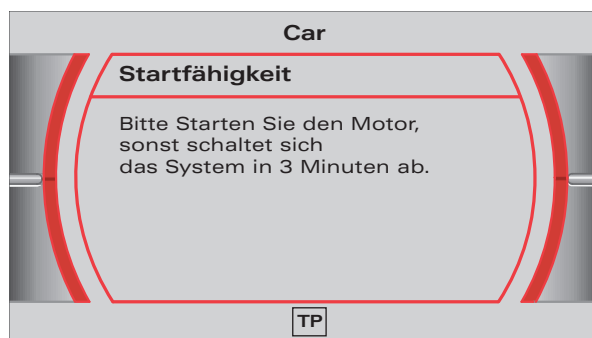 Car
Startfähigkeit
Bitte Starten Sie den Motor,
sonst schaltet sich
das System in 3 Minuten ab.
TP